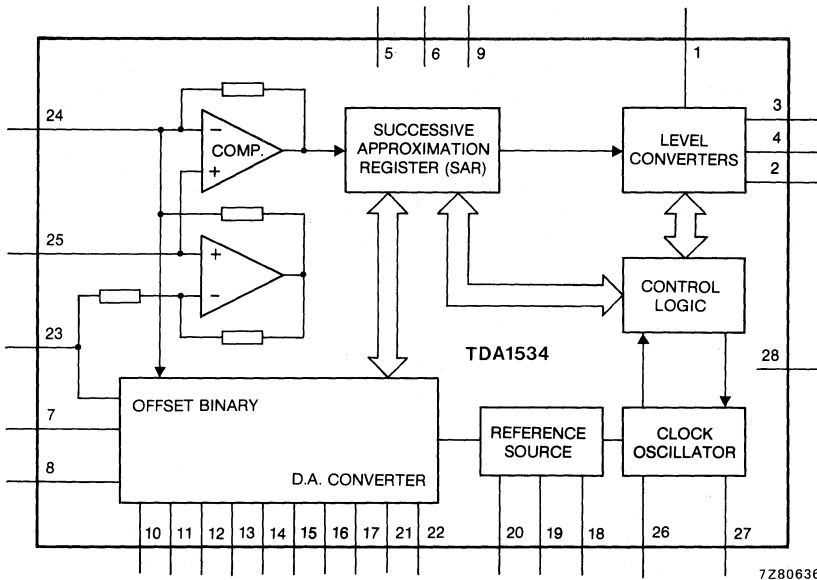 5 6 9 1
24
3
− COMP. +
SUCCESSIVE
APPROXIMATION
REGISTER (SAR)
LEVEL
CONVERTERS
4
2
25
+
−
CONTROL
LOGIC
23
TDA1534
28
OFFSET BINARY
7
REFERENCE
SOURCE
CLOCK
OSCILLATOR
8
D.A. CONVERTER
10 11 12 13 14 15 16 17 21 22 20 19 18 26 27
7Z80636